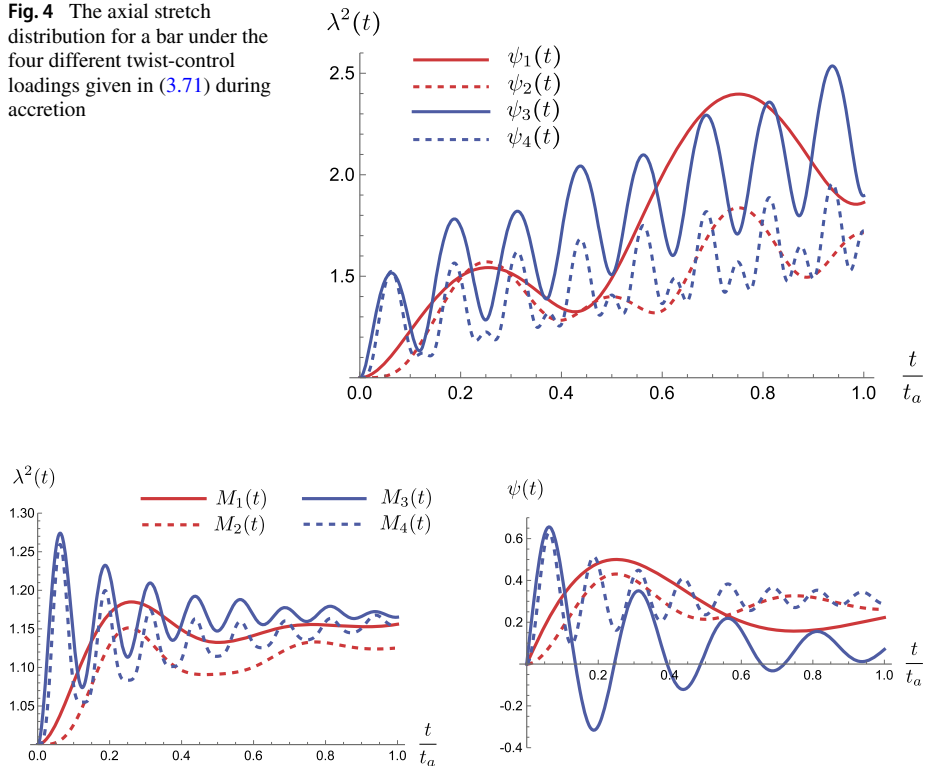 Fig. 4 The axial stretch
distribution for a bar under the
four different twist-control
loadings given in (3.71) during
accretion
λ²(t)
ψ₁(t)
ψ₂(t)
ψ₃(t)
ψ₄(t)
2.5
2.0
1.5
0.0 0.2 0.4 0.6 0.8 1.0
t/tₐ
λ²(t)
M₁(t) M₃(t)
M₂(t) M₄(t)
1.30
1.25
1.20
1.15
1.10
1.05
0.0 0.2 0.4 0.6 0.8 1.0
t/tₐ
ψ(t)
0.6
0.4
0.2
0.2 0.4 0.6 0.8 1.0
t/tₐ
-0.2
-0.4